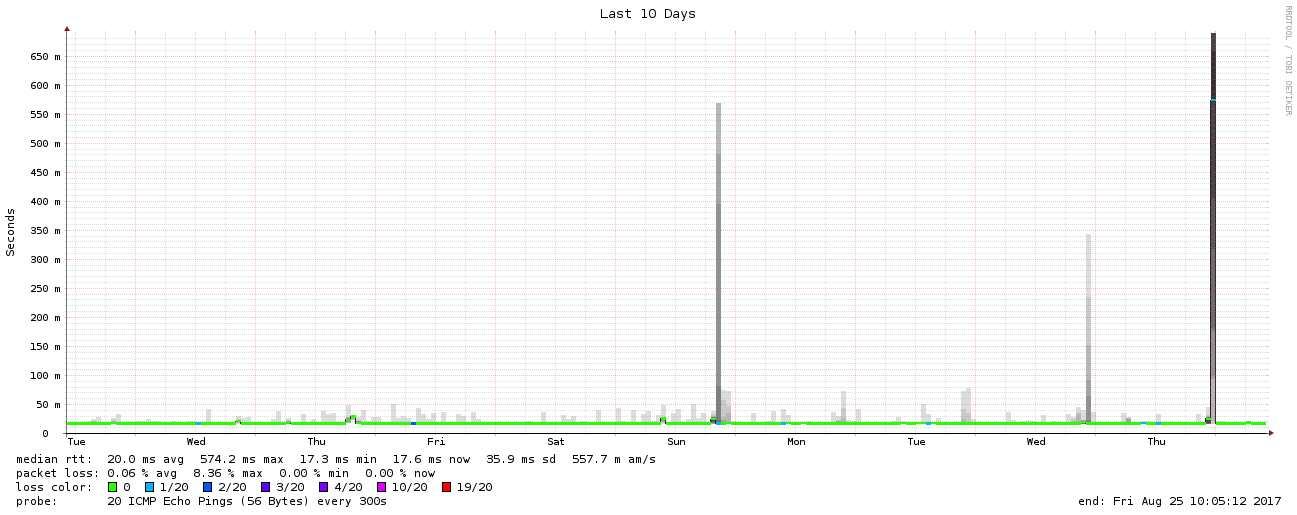 Last 10 Days
RRDTOOL / TOBI OETIKER
Seconds
650 m
600 m
550 m
500 m
450 m
400 m
350 m
300 m
250 m
200 m
150 m
100 m
50 m
0
Tue Wed Thu Fri Sat Sun Mon Tue Wed Thu
median rtt: 20.0 ms avg 574.2 ms max 17.3 ms min 17.6 ms now 35.9 ms sd 557.7 m am/s
packet loss: 0.06 % avg 8.36 % max 0.00 % min 0.00 % now
loss color: 0 1/20 2/20 3/20 4/20 10/20 19/20
probe: 20 ICMP Echo Pings (56 Bytes) every 300s end: Fri Aug 25 10:05:12 2017